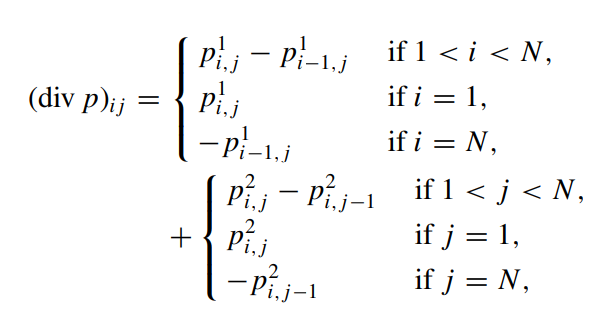 (div p)_{ij} = { p^1_{i,j} − p^1_{i−1,j} if 1 < i < N,
p^1_{i,j} if i = 1,
−p^1_{i−1,j} if i = N,
+ { p^2_{i,j} − p^2_{i,j−1} if 1 < j < N,
p^2_{i,j} if j = 1,
−p^2_{i,j−1} if j = N,